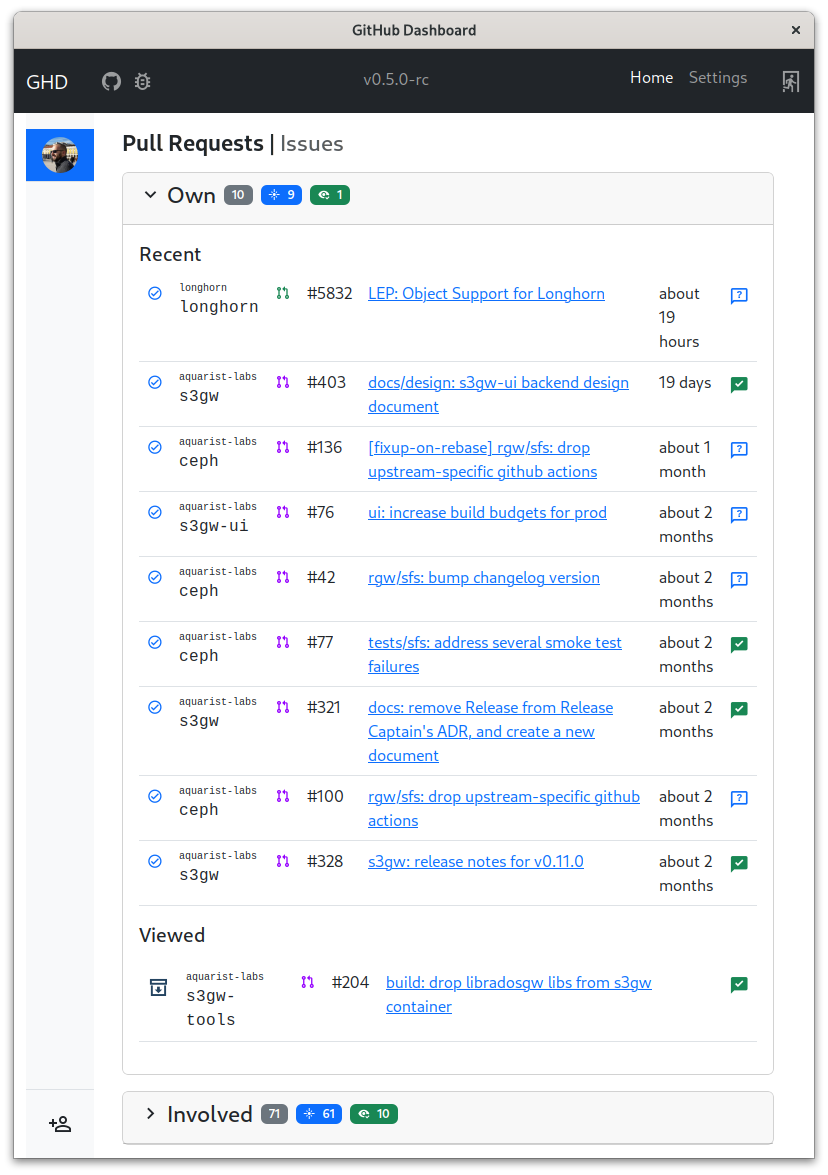 GitHub Dashboard
GHD v0.5.0-rc Home Settings
Pull Requests | Issues
Own 10 9 1
Recent
longhorn
longhorn #5832 LEP: Object Support for Longhorn about
19
hours
aquarist-labs
s3gw #403 docs/design: s3gw-ui backend design 19 days
document
aquarist-labs
ceph #136 [fixup-on-rebase] rgw/sfs: drop about 1
upstream-specific github actions month
aquarist-labs
s3gw-ui #76 ui: increase build budgets for prod about 2
months
aquarist-labs
ceph #42 rgw/sfs: bump changelog version about 2
months
aquarist-labs
ceph #77 tests/sfs: address several smoke test about 2
failures months
aquarist-labs
s3gw #321 docs: remove Release from Release about 2
Captain's ADR, and create a new months
document
aquarist-labs
ceph #100 rgw/sfs: drop upstream-specific github about 2
actions months
aquarist-labs
s3gw #328 s3gw: release notes for v0.11.0 about 2
months
Viewed
aquarist-labs
s3gw- #204 build: drop libradosgw libs from s3gw
tools container
Involved 71 61 10